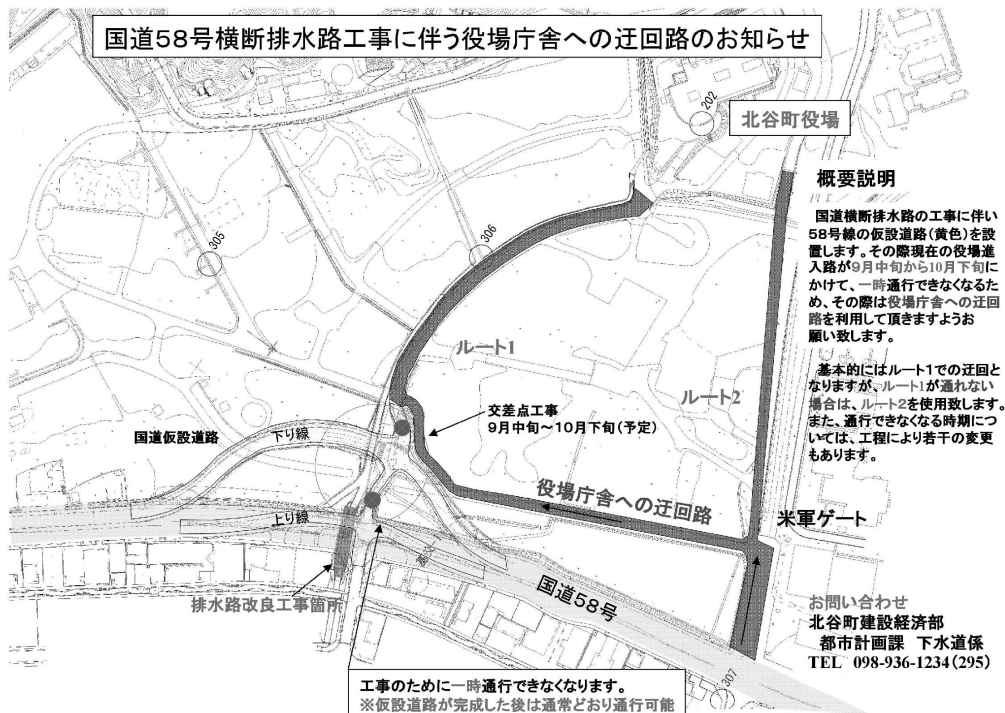 国道58号横断排水路工事に伴う役場庁舎への迂回路のお知らせ
202
北谷町役場
概要説明
国道横断排水路の工事に伴い
58号線の仮設道路(黄色)を設
置します。その際現在の役場進
入路が9月中旬から10月下旬に
かけて、一時通行できなくなるた
め、その際は役場庁舎への迂回
路を利用して頂きますようお
願い致します。
基本的にはルート1での迂回と
なりますが、ルート1が通れない
場合は、ルート2を使用致します。
また、通行できなくなる時期につ
いては、工程により若干の変更
もあります。
305
306
ルート1
ルート2
交差点工事
9月中旬～10月下旬(予定)
国道仮設道路
下り線
上り線
役場庁舎への迂回路
米軍ゲート
国道58号
排水路改良工事箇所
307
お問い合わせ
北谷町建設経済部
都市計画課 下水道係
TEL 098-936-1234(295)
工事のために一時通行できなくなります。
※仮設道路が完成した後は通常どおり通行可能